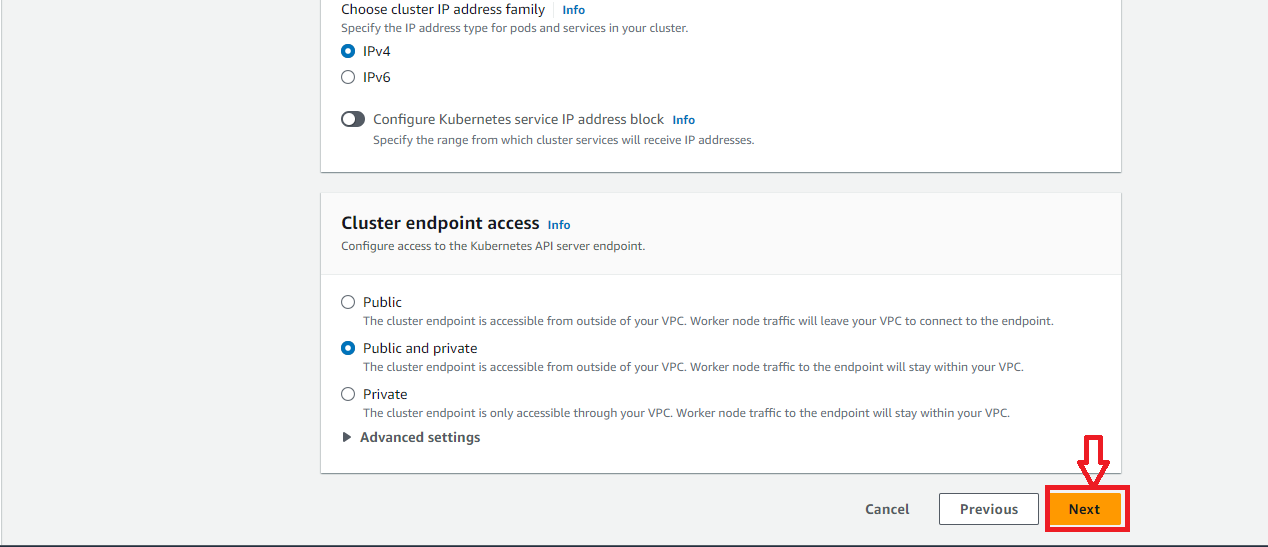 Choose cluster IP address family Info
Specify the IP address type for pods and services in your cluster.
IPv4
IPv6
Configure Kubernetes service IP address block Info
Specify the range from which cluster services will receive IP addresses.
Cluster endpoint access Info
Configure access to the Kubernetes API server endpoint.
Public
The cluster endpoint is accessible from outside of your VPC. Worker node traffic will leave your VPC to connect to the endpoint.
Public and private
The cluster endpoint is accessible from outside of your VPC. Worker node traffic to the endpoint will stay within your VPC.
Private
The cluster endpoint is only accessible through your VPC. Worker node traffic to the endpoint will stay within your VPC.
Advanced settings
Cancel Previous Next